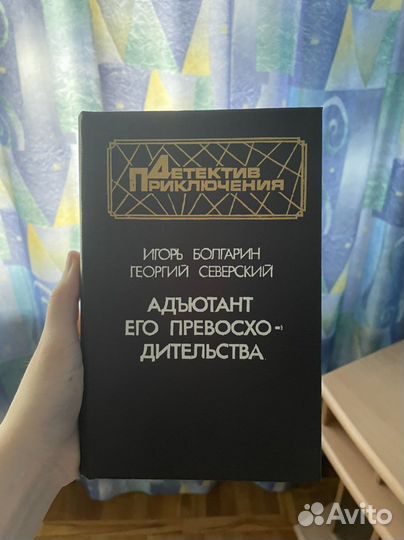 ДЕТЕКТИВ
ПРИКЛЮЧЕНИЯ
ИГОРЬ БОЛГАРИН
ГЕОРГИЙ СЕВЕРСКИЙ
АДЪЮТАНТ
ЕГО ПРЕВОСХО-
ДИТЕЛЬСТВА
Avito